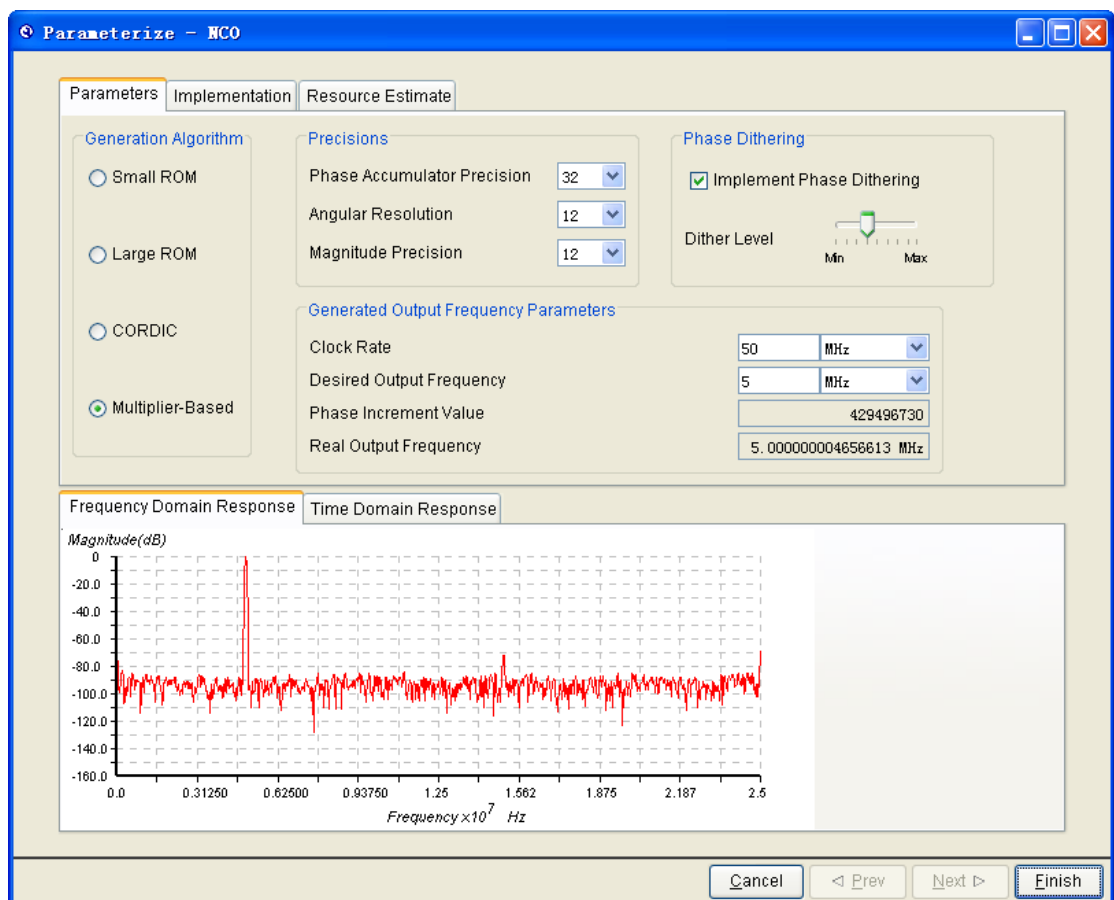 Parameterize - NCO
Parameters Implementation Resource Estimate
Generation Algorithm
Small ROM
Large ROM
CORDIC
Multiplier-Based
Precisions
Phase Accumulator Precision 32
Angular Resolution 12
Magnitude Precision 12
Phase Dithering
Implement Phase Dithering
Dither Level
Min Max
Generated Output Frequency Parameters
Clock Rate 50 MHz
Desired Output Frequency 5 MHz
Phase Increment Value 429496730
Real Output Frequency 5.000000004656613 MHz
Frequency Domain Response Time Domain Response
Magnitude(dB)
0
-20.0
-40.0
-60.0
-80.0
-100.0
-120.0
-140.0
-160.0
0.0 0.31250 0.62500 0.93750 1.25 1.562 1.875 2.187 2.5
Frequency x10^7 Hz
Cancel Prev Next Finish